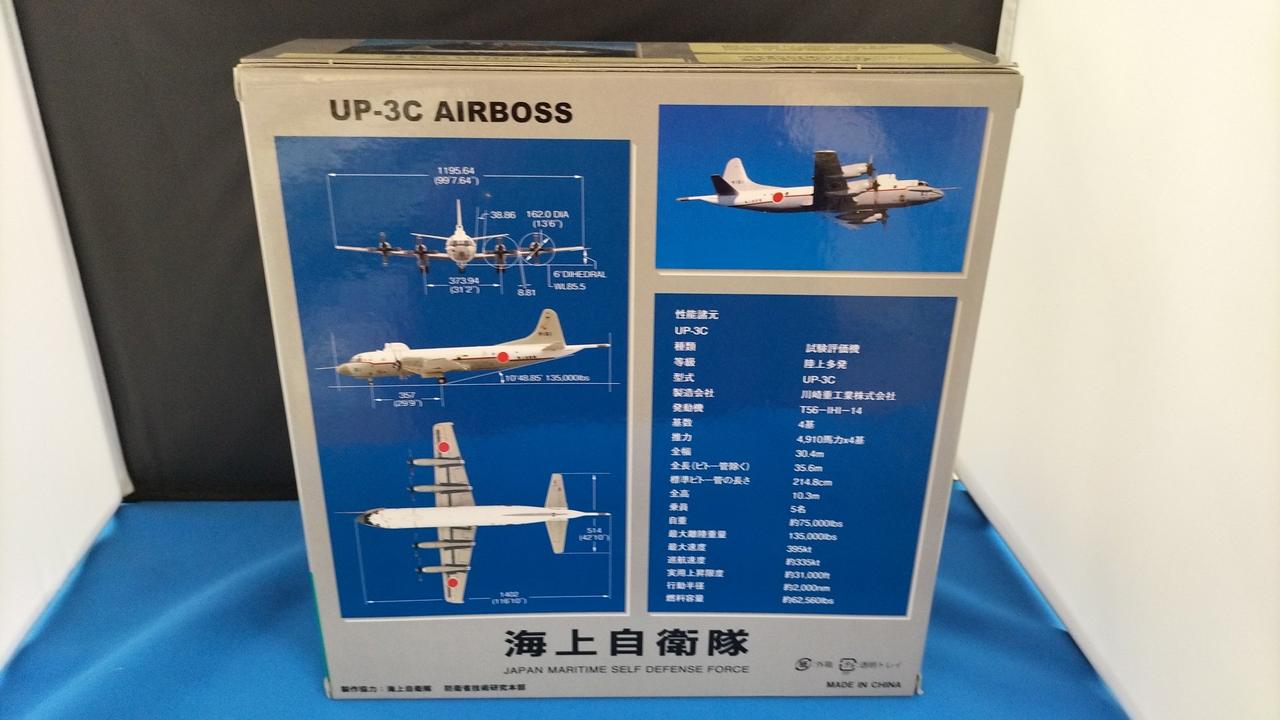 UP-3C AIRBOSS
1195.64
(99'7.64")
38.86
162.0 DIA
(13'6")
6°DIHEDRAL
WL85.5
373.94
(31'2")
8.81
10°48.85' 135,000lbs
357
(29'9")
514
(42'10")
1402
(116'10")
性能諸元
UP-3C
種類 試験評価機
等級 陸上多発
型式 UP-3C
製造会社 川崎重工業株式会社
発動機 T56-IHI-14
基数 4基
推力 4,910馬力x4基
全幅 30.4m
全長(ピトー管除く) 35.6m
標準ピトー管の長さ 214.8cm
全高 10.3m
乗員 5名
自重 約75,000lbs
最大離陸重量 135,000lbs
最大速度 395kt
巡航速度 約335kt
実用上昇限度 約31,000ft
行動半径 約2,000nm
燃料容量 約62,560lbs
海上自衛隊
JAPAN MARITIME SELF DEFENSE FORCE
外箱 透明トレイ
製作協力:海上自衛隊 防衛省技術研究本部
MADE IN CHINA